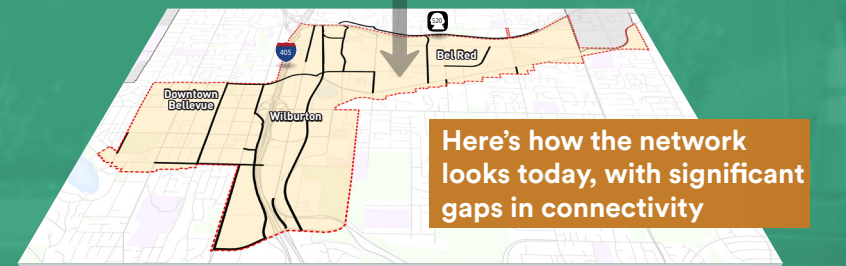 520
405
Bel Red
Downtown
Bellevue
Wilburton
Here's how the network
looks today, with significant
gaps in connectivity